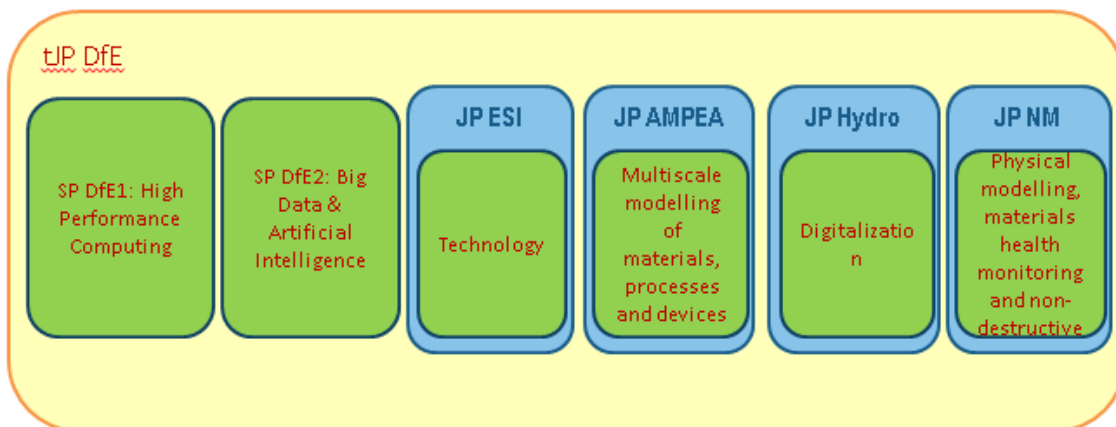 tJP DfE
SP DfE1: High
Performance
Computing
SP DfE2: Big
Data &
Artificial
Intelligence
JP ESI
Technology
JP AMPEA
Multiscale
modelling
of
materials,
processes
and devices
JP Hydro
Digitalizatio
n
JP NM
Physical
modelling,
materials
health
monitoring
and non-
destructive